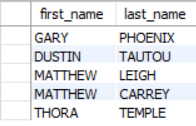 first_name last_name
GARY PHOENIX
DUSTIN TAUTOU
MATTHEW LEIGH
MATTHEW CARREY
THORA TEMPLE